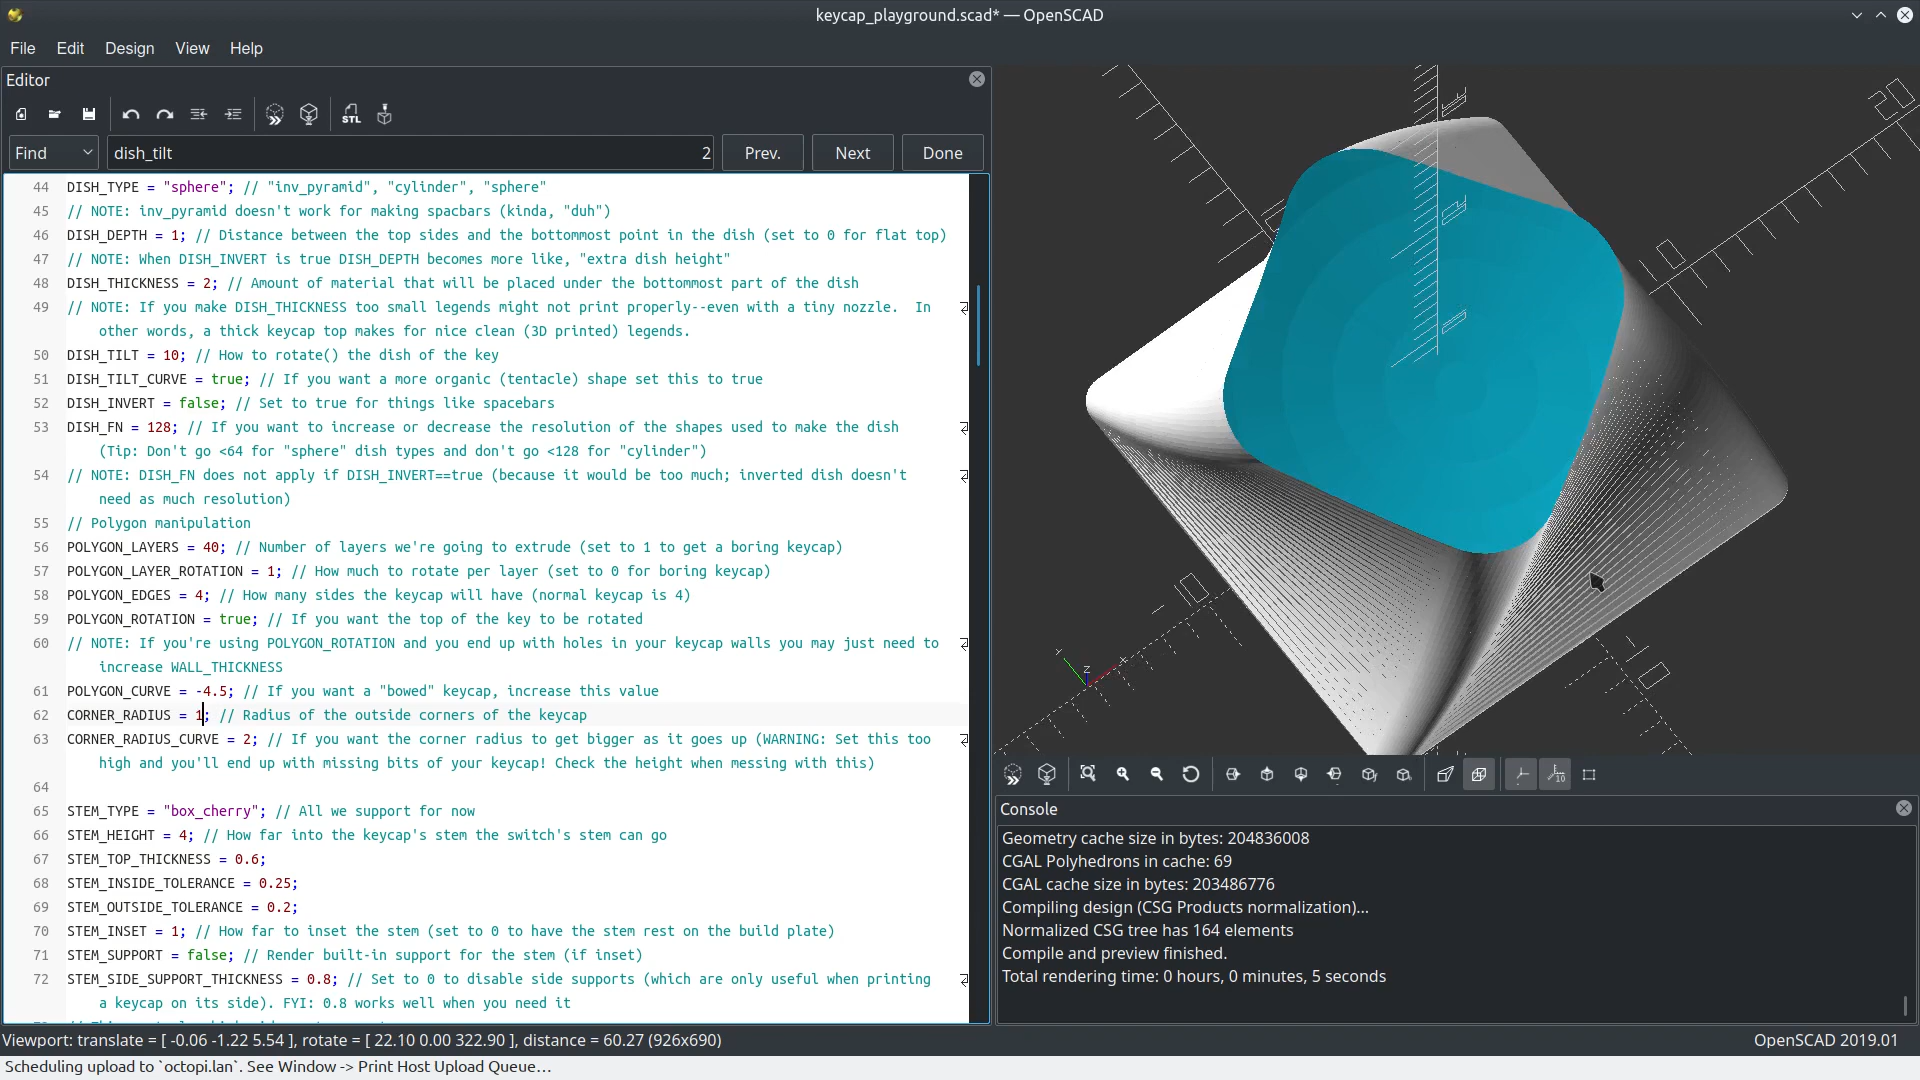 keycap_playground.scad* — OpenSCAD
File Edit Design View Help
Editor
STL
Find dish_tilt 2 Prev. Next Done
44 DISH_TYPE = "sphere"; // "inv_pyramid", "cylinder", "sphere"
45 // NOTE: inv_pyramid doesn't work for making spacbars (kinda, "duh")
46 DISH_DEPTH = 1; // Distance between the top sides and the bottommost point in the dish (set to 0 for flat top)
47 // NOTE: When DISH_INVERT is true DISH_DEPTH becomes more like, "extra dish height"
48 DISH_THICKNESS = 2; // Amount of material that will be placed under the bottommost part of the dish
49 // NOTE: If you make DISH_THICKNESS too small legends might not print properly--even with a tiny nozzle.  In
other words, a thick keycap top makes for nice clean (3D printed) legends.
50 DISH_TILT = 10; // How to rotate() the dish of the key
51 DISH_TILT_CURVE = true; // If you want a more organic (tentacle) shape set this to true
52 DISH_INVERT = false; // Set to true for things like spacebars
53 DISH_FN = 128; // If you want to increase or decrease the resolution of the shapes used to make the dish
(Tip: Don't go <64 for "sphere" dish types and don't go <128 for "cylinder")
54 // NOTE: DISH_FN does not apply if DISH_INVERT==true (because it would be too much; inverted dish doesn't
need as much resolution)
55 // Polygon manipulation
56 POLYGON_LAYERS = 40; // Number of layers we're going to extrude (set to 1 to get a boring keycap)
57 POLYGON_LAYER_ROTATION = 1; // How much to rotate per layer (set to 0 for boring keycap)
58 POLYGON_EDGES = 4; // How many sides the keycap will have (normal keycap is 4)
59 POLYGON_ROTATION = true; // If you want the top of the key to be rotated
60 // NOTE: If you're using POLYGON_ROTATION and you end up with holes in your keycap walls you may just need to
increase WALL_THICKNESS
61 POLYGON_CURVE = -4.5; // If you want a "bowed" keycap, increase this value
62 CORNER_RADIUS = 1; // Radius of the outside corners of the keycap
63 CORNER_RADIUS_CURVE = 2; // If you want the corner radius to get bigger as it goes up (WARNING: Set this too
high and you'll end up with missing bits of your keycap! Check the height when messing with this)
64
65 STEM_TYPE = "box_cherry"; // All we support for now
66 STEM_HEIGHT = 4; // How far into the keycap's stem the switch's stem can go
67 STEM_TOP_THICKNESS = 0.6;
68 STEM_INSIDE_TOLERANCE = 0.25;
69 STEM_OUTSIDE_TOLERANCE = 0.2;
70 STEM_INSET = 1; // How far to inset the stem (set to 0 to have the stem rest on the build plate)
71 STEM_SUPPORT = false; // Render built-in support for the stem (if inset)
72 STEM_SIDE_SUPPORT_THICKNESS = 0.8; // Set to 0 to disable side supports (which are only useful when printing
a keycap on its side). FYI: 0.8 works well when you need it
20
10
10
10
Z
10
Console
Geometry cache size in bytes: 204836008
CGAL Polyhedrons in cache: 69
CGAL cache size in bytes: 203486776
Compiling design (CSG Products normalization)...
Normalized CSG tree has 164 elements
Compile and preview finished.
Total rendering time: 0 hours, 0 minutes, 5 seconds
Viewport: translate = [ -0.06 -1.22 5.54 ], rotate = [ 22.10 0.00 322.90 ], distance = 60.27 (926x690)
OpenSCAD 2019.01
Scheduling upload to `octopi.lan`. See Window -> Print Host Upload Queue…